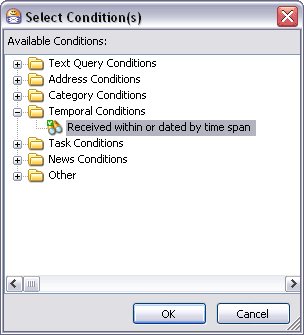 Select Condition(s)
Available Conditions:
Text Query Conditions
Address Conditions
Category Conditions
Temporal Conditions
Received within or dated by time span
Task Conditions
News Conditions
Other
OK
Cancel